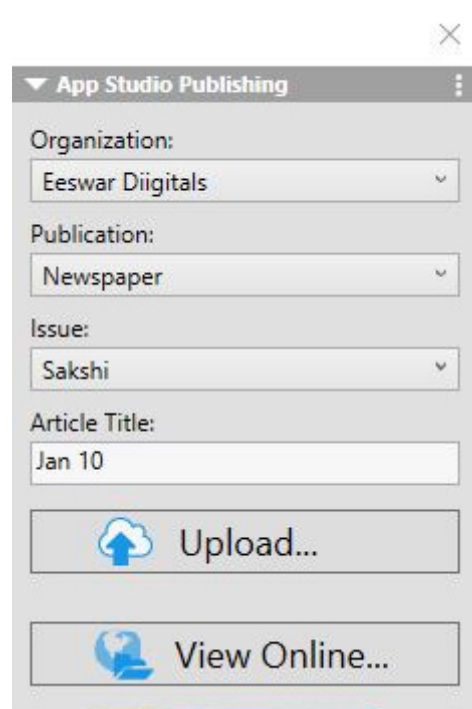 App Studio Publishing
Organization:
Eeswar Diigitals
Publication:
Newspaper
Issue:
Sakshi
Article Title:
Jan 10
Upload...
View Online...